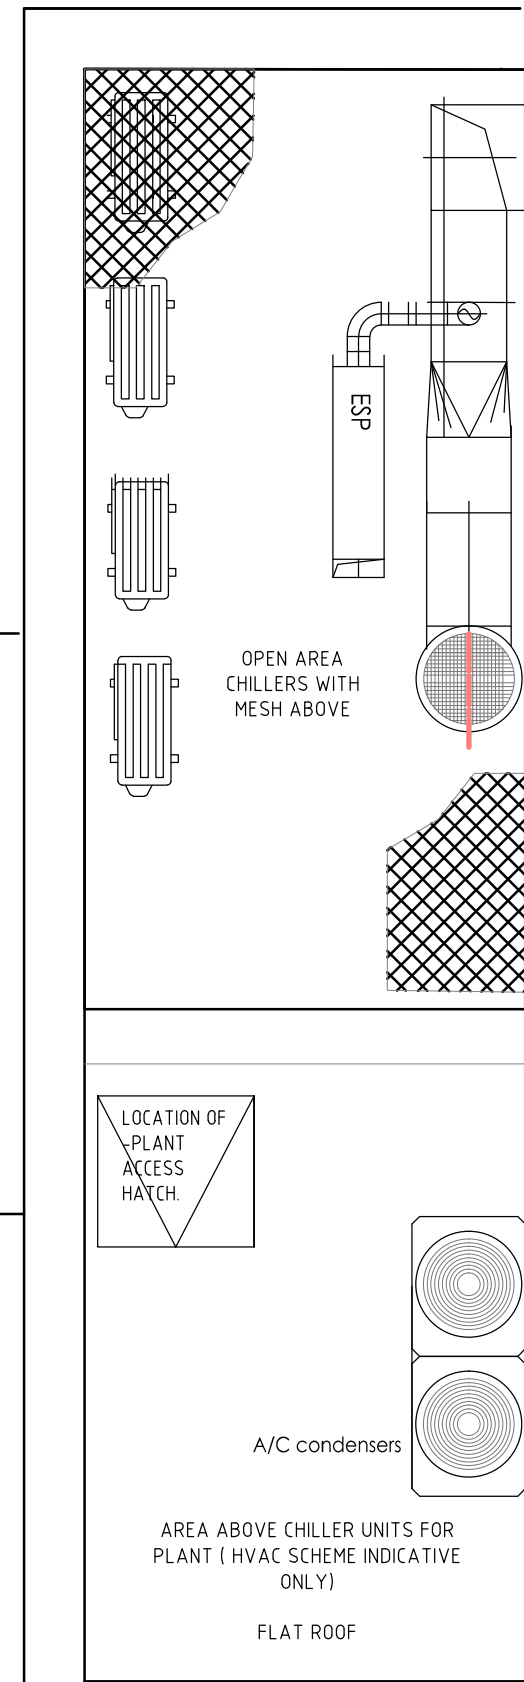 ESP
OPEN AREA
CHILLERS WITH
MESH ABOVE
LOCATION OF
-PLANT
ACCESS
HATCH.
A/C condensers
AREA ABOVE CHILLER UNITS FOR
PLANT ( HVAC SCHEME INDICATIVE
ONLY)
FLAT ROOF